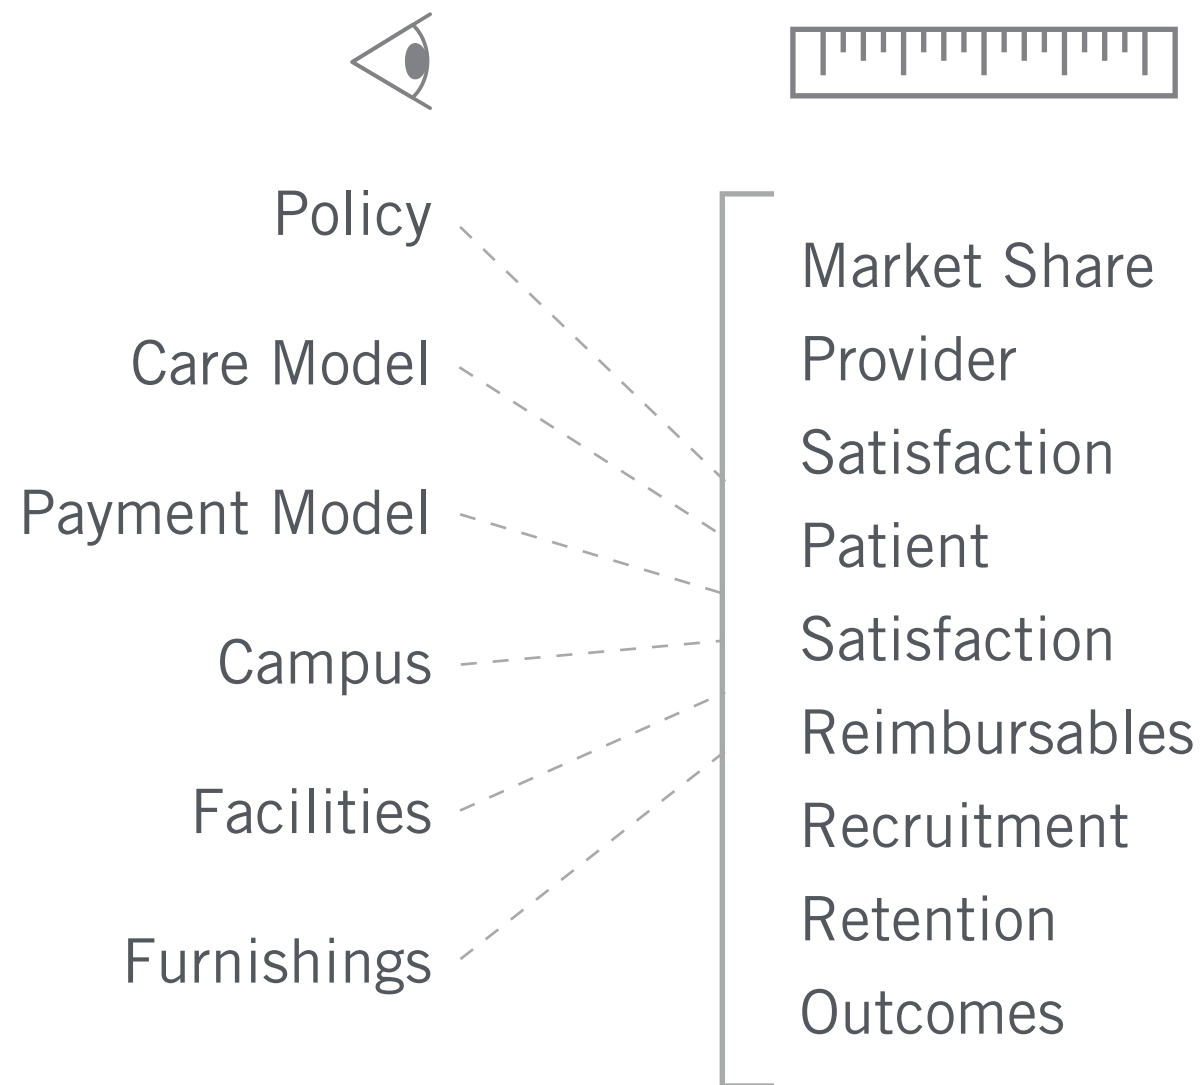 Policy
Care Model
Payment Model
Campus
Facilities
Furnishings
Market Share
Provider
Satisfaction
Patient
Satisfaction
Reimbursables
Recruitment
Retention
Outcomes